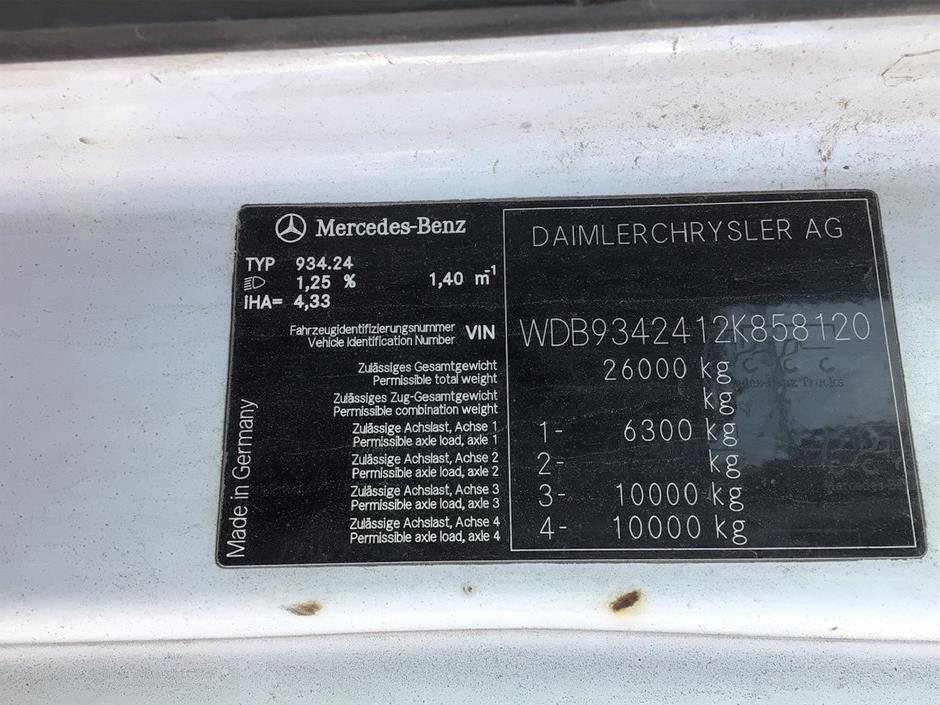 Mercedes-Benz
DAIMLERCHRYSLER AG
TYP 934.24
1,25 % 1,40 m⁻¹
IHA= 4,33
Fahrzeugidentifizierungsnummer
Vehicle Identification Number VIN WDB9342412K858120
Zulässiges Gesamtgewicht
Permissible total weight 26000 kg
Zulässiges Zug-Gesamtgewicht
Permissible combination weight kg
Zulässige Achslast, Achse 1
Permissible axle load, axle 1 1- 6300 kg
Zulässige Achslast, Achse 2
Permissible axle load, axle 2 2- kg
Zulässige Achslast, Achse 3
Permissible axle load, axle 3 3- 10000 kg
Zulässige Achslast, Achse 4
Permissible axle load, axle 4 4- 10000 kg
Made in Germany